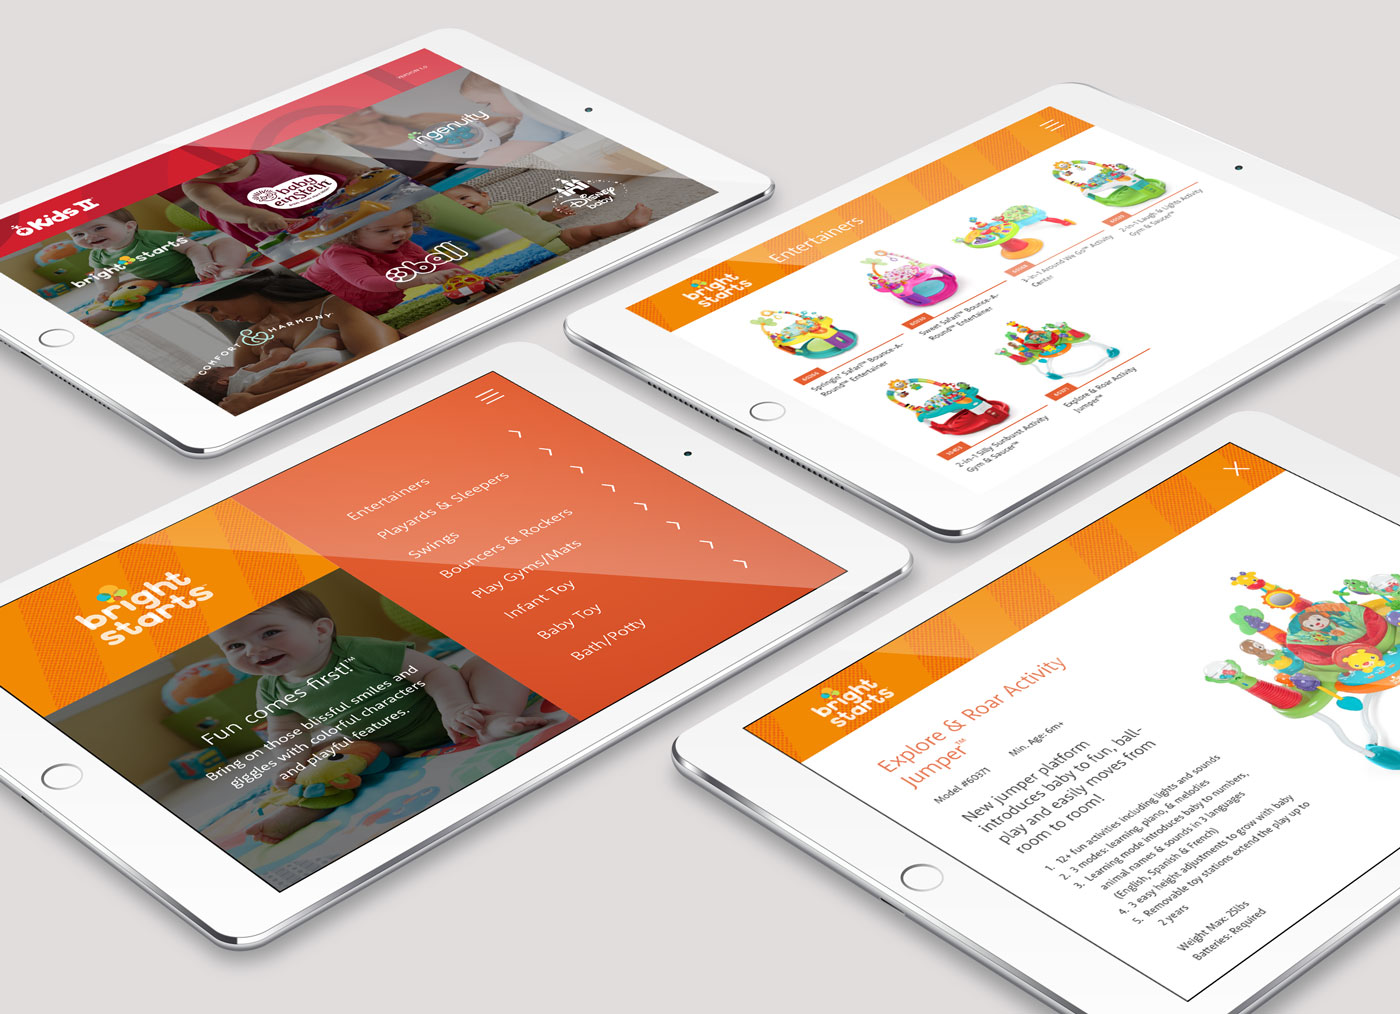 Kids II
bright starts
baby
einstein
ingenuity
Disney
baby
oball
COMFORT & HARMONY
bright
starts
Entertainers
60366
Springin' Safari™ Bounce-A-
Round™ Entertainer
Sweet Safari™ Bounce-A-
Round™ Entertainer
3-in-1 Around We Go™ Activity
Center
2-in-1 Laugh & Lights Activity
Gym & Saucer™
2-in-1 Silly Sunburst Activity
Gym & Saucer™
60371
Explore & Roar Activity
Jumper™
bright
starts™
Fun comes first!™
Bring on those blissful smiles and
giggles with colorful characters
and playful features.
Entertainers
Playards & Sleepers
Swings
Bouncers & Rockers
Play Gyms/Mats
Infant Toy
Baby Toy
Bath/Potty
bright
starts
Explore & Roar Activity
Jumper™
Model #60371
Min. Age: 6m+
New jumper platform
introduces baby to fun, ball-
play and easily moves from
room to room!
1. 12+ fun activities including lights and sounds
2. 3 modes: learning, piano, & melodies
3. Learning mode introduces baby to numbers,
animal names & sounds in 3 languages
(English, Spanish & French)
4. 3 easy height adjustments to grow with baby
5. Removable toy stations extend the play up to
2 years
Weight Max: 25lbs
Batteries: Required